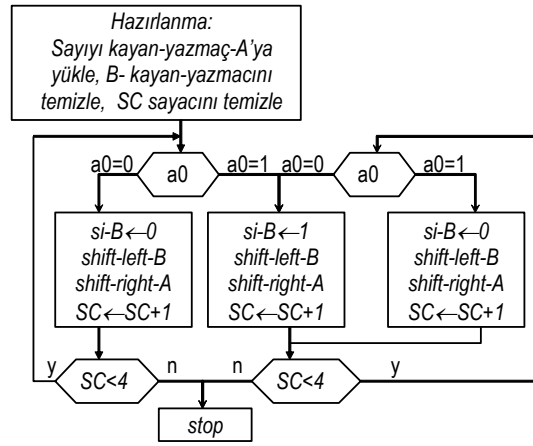 Hazırlanma:
Sayıyı kayan-yazmaç-A'ya
yükle, B- kayan-yazmacını
temizle, SC sayacını temizle
a0=0
a0
a0=1
a0=0
a0
a0=1
si-B←0
shift-left-B
shift-right-A
SC←SC+1
si-B←1
shift-left-B
shift-right-A
SC←SC+1
si-B←0
shift-left-B
shift-right-A
SC←SC+1
y
SC<4
n
n
SC<4
y
stop